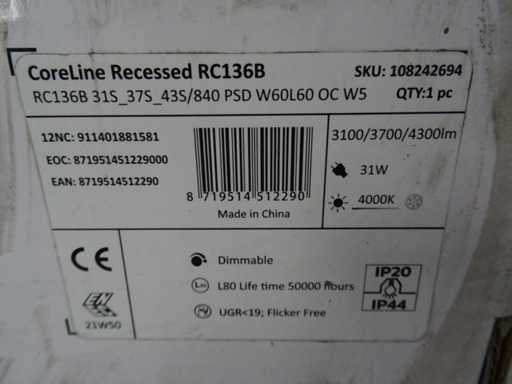 CoreLine Recessed RC136B
SKU: 108242694
RC136B 31S_37S_43S/840 PSD W60L60 OC W5
QTY:1 pc
12NC: 911401881581
EOC: 871951451229000
EAN: 8719514512290
8 719514 512290
Made in China
3100/3700/4300lm
31W
4000K
CE
Dimmable
L80 Life time 50000 hours
UGR<19; Flicker Free
IP20
IP44
EN
21W50